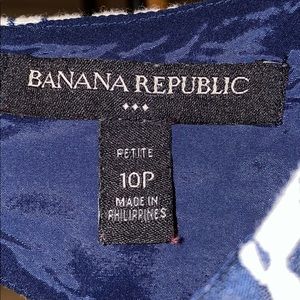 BANANA REPUBLIC
PETITE
10P
MADE IN
PHILIPPINES